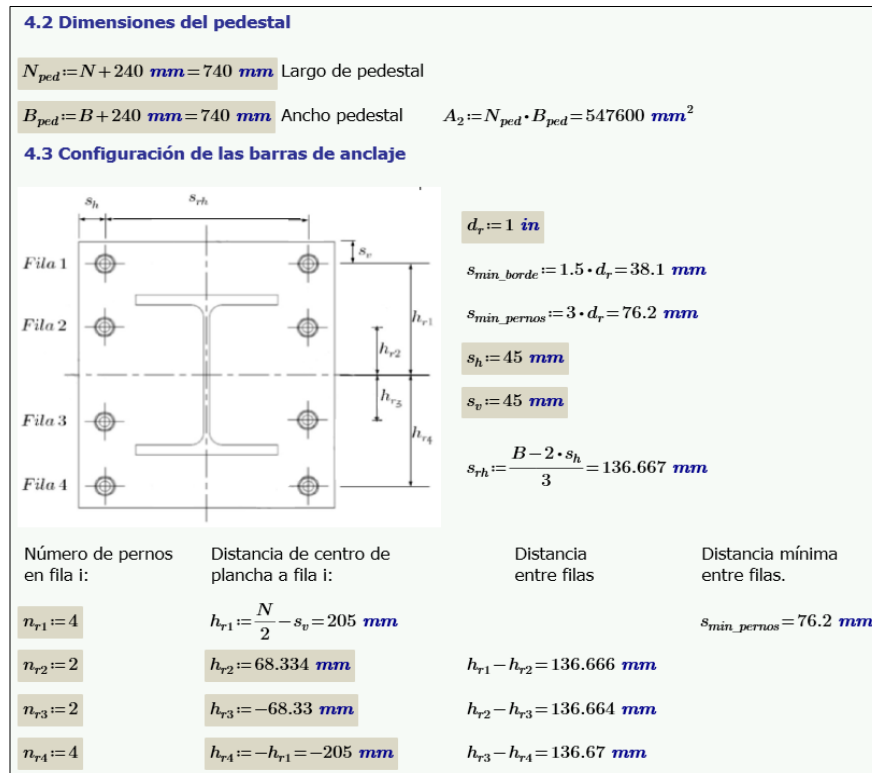 4.2 Dimensiones del pedestal
N_ped := N + 240 mm = 740 mm Largo de pedestal
B_ped := B + 240 mm = 740 mm Ancho pedestal A_2 := N_ped · B_ped = 547600 mm²
4.3 Configuración de las barras de anclaje
s_h s_rh
Fila 1 s_v
Fila 2 h_r1
h_r2
Fila 3 h_r3
h_r4
Fila 4
d_r := 1 in
s_min_borde := 1.5 · d_r = 38.1 mm
s_min_pernos := 3 · d_r = 76.2 mm
s_h := 45 mm
s_v := 45 mm
s_rh := (B − 2 · s_h)/3 = 136.667 mm
Número de pernos Distancia de centro de Distancia Distancia mínima
en fila i: plancha a fila i: entre filas entre filas.
n_r1 := 4 h_r1 := N/2 − s_v = 205 mm s_min_pernos = 76.2 mm
n_r2 := 2 h_r2 := 68.334 mm h_r1 − h_r2 = 136.666 mm
n_r3 := 2 h_r3 := −68.33 mm h_r2 − h_r3 = 136.664 mm
n_r4 := 4 h_r4 := −h_r1 = −205 mm h_r3 − h_r4 = 136.67 mm